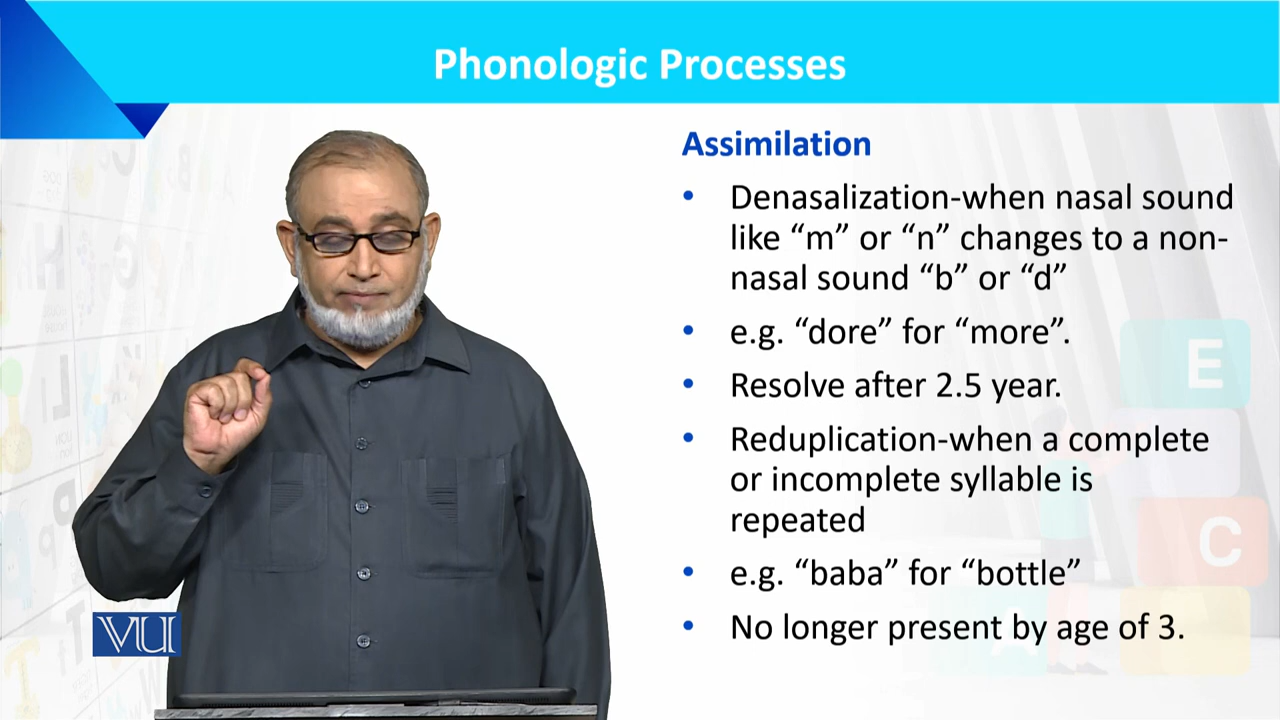 Phonologic Processes
Assimilation
• Denasalization-when nasal sound
like “m” or “n” changes to a non-
nasal sound “b” or “d”
• e.g. “dore” for “more”.
• Resolve after 2.5 year.
• Reduplication-when a complete
or incomplete syllable is
repeated
• e.g. “baba” for “bottle”
• No longer present by age of 3.
VU
E
C
A